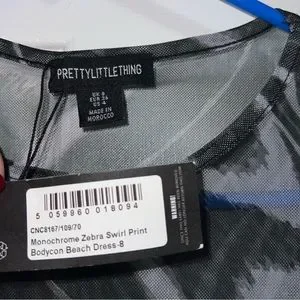 PRETTYLITTLETHING
UK 8
EUR 36
US 4
MADE IN
MOROCCO
5 059960 018094
CNC8167/109/70
Monochrome Zebra Swirl Print
Bodycon Beach Dress-8
WARNING